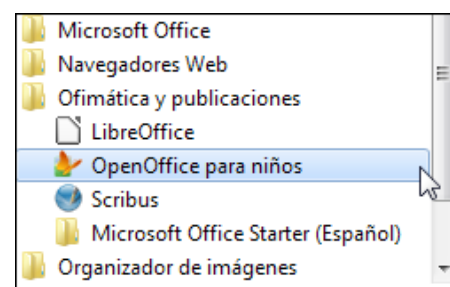 Microsoft Office
Navegadores Web
Ofimática y publicaciones
LibreOffice
OpenOffice para niños
Scribus
Microsoft Office Starter (Español)
Organizador de imágenes